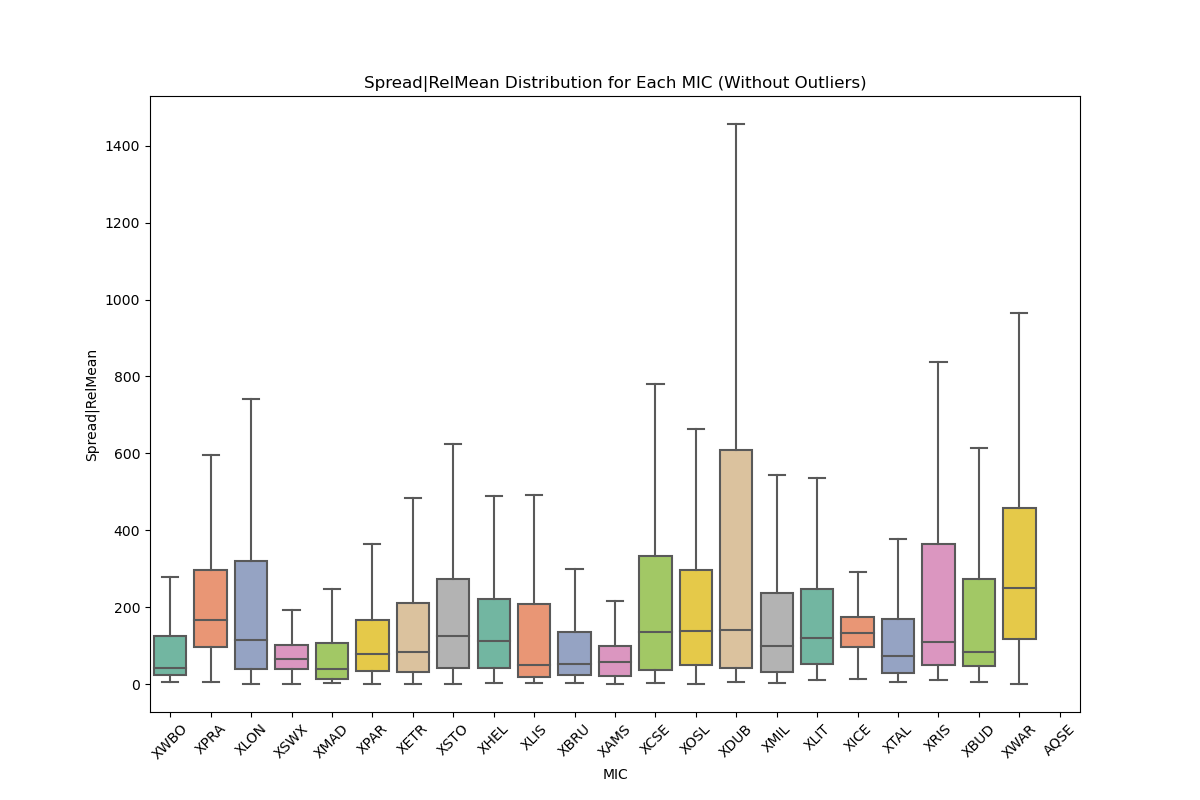 Spread|RelMean Distribution for Each MIC (Without Outliers)
1400
1200
1000
800
600
400
200
0
Spread|RelMean
XWBO
XPRA
XLON
XSWX
XMAD
XPAR
XETR
XSTO
XHEL
XLIS
XBRU
XAMS
XCSE
XOSL
XDUB
XMIL
XLIT
XICE
XTAL
XRIS
XBUD
XWAR
AQSE
MIC